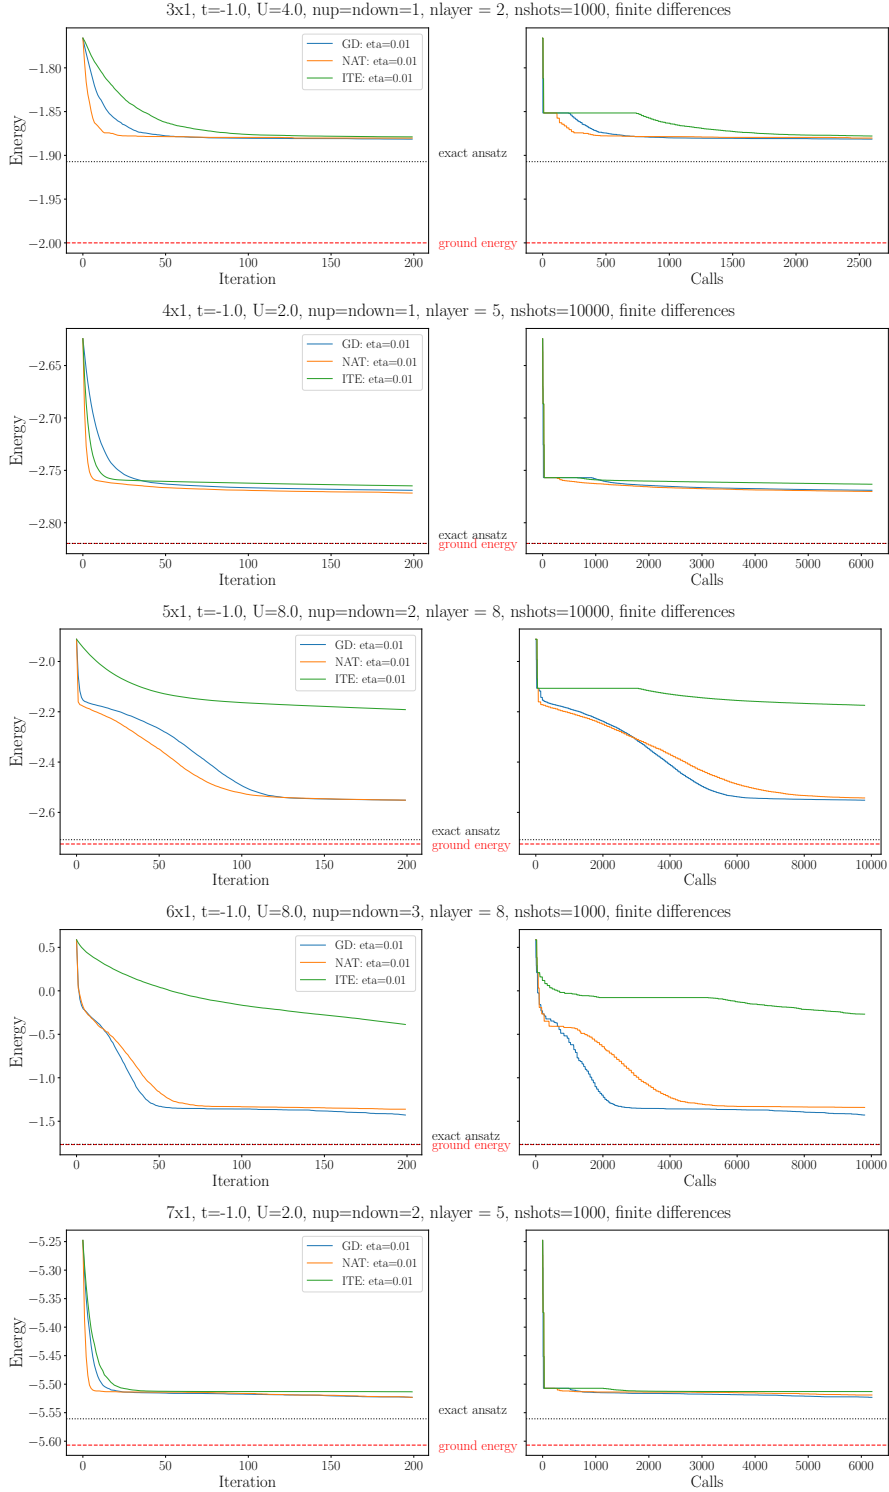 3x1, t=-1.0, U=4.0, nup=ndown=1, nlayer = 2, nshots=1000, finite differences
Energy
−1.80
−1.85
−1.90
−1.95
−2.00
GD: eta=0.01
NAT: eta=0.01
ITE: eta=0.01
0 50 100 150 200
Iteration
exact ansatz
ground energy
0 500 1000 1500 2000 2500
Calls
4x1, t=-1.0, U=2.0, nup=ndown=1, nlayer = 5, nshots=10000, finite differences
Energy
−2.65
−2.70
−2.75
−2.80
GD: eta=0.01
NAT: eta=0.01
ITE: eta=0.01
0 50 100 150 200
Iteration
exact ansatz
ground energy
0 1000 2000 3000 4000 5000 6000
Calls
5x1, t=-1.0, U=8.0, nup=ndown=2, nlayer = 8, nshots=10000, finite differences
Energy
−2.0
−2.2
−2.4
−2.6
GD: eta=0.01
NAT: eta=0.01
ITE: eta=0.01
0 50 100 150 200
Iteration
exact ansatz
ground energy
0 2000 4000 6000 8000 10000
Calls
6x1, t=-1.0, U=8.0, nup=ndown=3, nlayer = 8, nshots=1000, finite differences
Energy
0.5
0.0
−0.5
−1.0
−1.5
GD: eta=0.01
NAT: eta=0.01
ITE: eta=0.01
0 50 100 150 200
Iteration
exact ansatz
ground energy
0 2000 4000 6000 8000 10000
Calls
7x1, t=-1.0, U=2.0, nup=ndown=2, nlayer = 5, nshots=1000, finite differences
Energy
−5.25
−5.30
−5.35
−5.40
−5.45
−5.50
−5.55
−5.60
GD: eta=0.01
NAT: eta=0.01
ITE: eta=0.01
0 50 100 150 200
Iteration
exact ansatz
ground energy
0 1000 2000 3000 4000 5000 6000
Calls